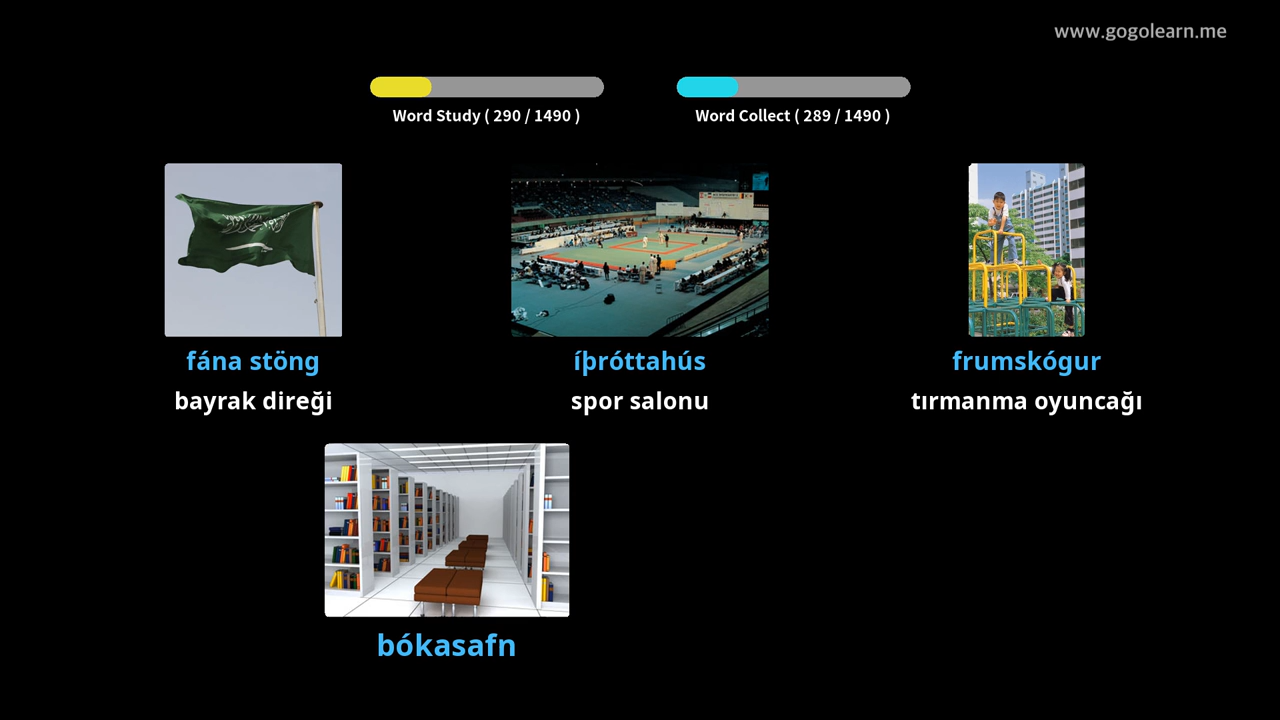 www.gogolearn.me
Word Study ( 290 / 1490 )
Word Collect ( 289 / 1490 )
fána stöng
íþróttahús
frumskógur
bayrak direği
spor salonu
tırmanma oyuncağı
bókasafn